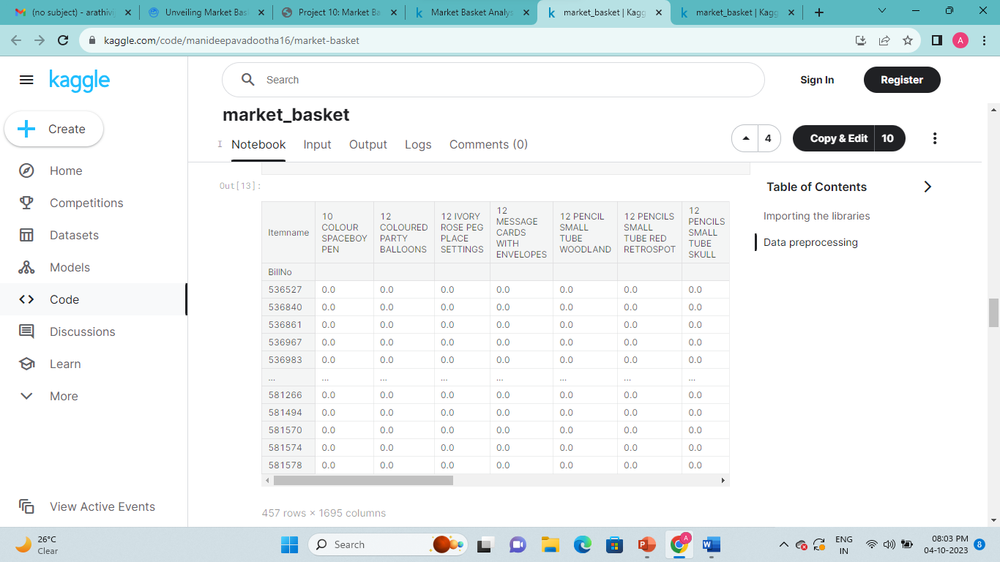 (no subject) - arathivij
Unveiling Market Bas
Project 10: Market Ba
Market Basket Analys
market_basket | Kagg
market_basket | Kagg
kaggle.com/code/manideepavadootha16/market-basket
A
kaggle
Search
Sign In
Register
Create
market_basket
Notebook
Input
Output
Logs
Comments (0)
4
Copy & Edit
10
Home
Competitions
Datasets
Models
Code
Discussions
Learn
More
View Active Events
Out[13]:
Itemname
10 COLOUR SPACEBOY PEN
12 COLOURED PARTY BALLOONS
12 IVORY ROSE PEG PLACE SETTINGS
12 MESSAGE CARDS WITH ENVELOPES
12 PENCIL SMALL TUBE WOODLAND
12 PENCILS SMALL TUBE RED RETROSPOT
12 PENCILS SMALL TUBE SKULL
BillNo
536527 0.0 0.0 0.0 0.0 0.0 0.0 0.0
536840 0.0 0.0 0.0 0.0 0.0 0.0 0.0
536861 0.0 0.0 0.0 0.0 0.0 0.0 0.0
536967 0.0 0.0 0.0 0.0 0.0 0.0 0.0
536983 0.0 0.0 0.0 0.0 0.0 0.0 0.0
... ... ... ... ... ... ... ...
581266 0.0 0.0 0.0 0.0 0.0 0.0 0.0
581494 0.0 0.0 0.0 0.0 0.0 0.0 0.0
581570 0.0 0.0 0.0 0.0 0.0 0.0 0.0
581574 0.0 0.0 0.0 0.0 0.0 0.0 0.0
581578 0.0 0.0 0.0 0.0 0.0 0.0 0.0
457 rows × 1695 columns
Table of Contents
Importing the libraries
Data preprocessing
26°C
Clear
Search
A
ENG
IN
08:03 PM
04-10-2023
8